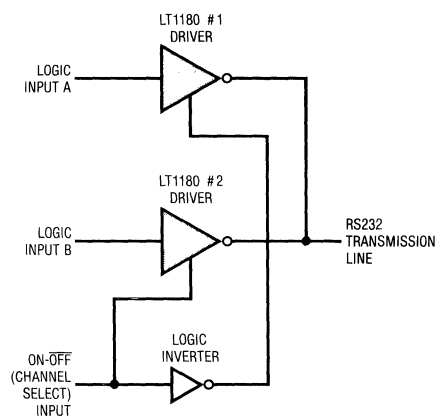 LT1180 #1
DRIVER
LOGIC
INPUT A
LT1180 #2
DRIVER
LOGIC
INPUT B
RS232
TRANSMISSION
LINE
LOGIC
INVERTER
ON-OFF
(CHANNEL
SELECT)
INPUT